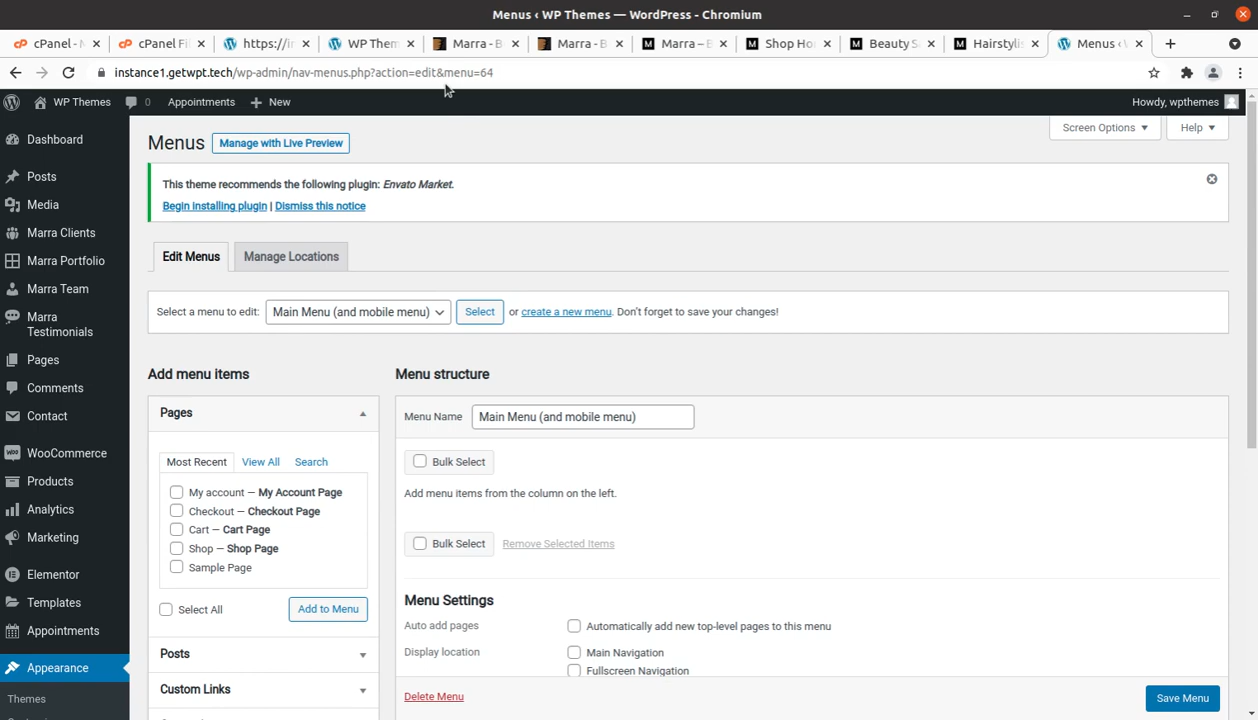 Menus ‹ WP Themes — WordPress - Chromium
cPanel - M
cPanel Fi
https://i
WP Them
Marra - B
Marra - B
Marra – B
Shop Ho
Beauty S
Hairstyli
Menus ‹ W
instance1.getwpt.tech/wp-admin/nav-menus.php?action=edit&menu=64
WP Themes
0
Appointments
New
Howdy, wpthemes
Dashboard
Posts
Media
Marra Clients
Marra Portfolio
Marra Team
Marra
Testimonials
Pages
Comments
Contact
WooCommerce
Products
Analytics
Marketing
Elementor
Templates
Appointments
Appearance
Themes
Menus
Manage with Live Preview
Screen Options
Help
This theme recommends the following plugin: Envato Market.
Begin installing plugin | Dismiss this notice
Edit Menus
Manage Locations
Select a menu to edit: Main Menu (and mobile menu) Select or create a new menu. Don't forget to save your changes!
Add menu items
Pages
Most Recent View All Search
My account — My Account Page
Checkout — Checkout Page
Cart — Cart Page
Shop — Shop Page
Sample Page
Select All Add to Menu
Posts
Custom Links
Menu structure
Menu Name Main Menu (and mobile menu)
Bulk Select
Add menu items from the column on the left.
Bulk Select Remove Selected Items
Menu Settings
Auto add pages Automatically add new top-level pages to this menu
Display location Main Navigation
Fullscreen Navigation
Delete Menu
Save Menu